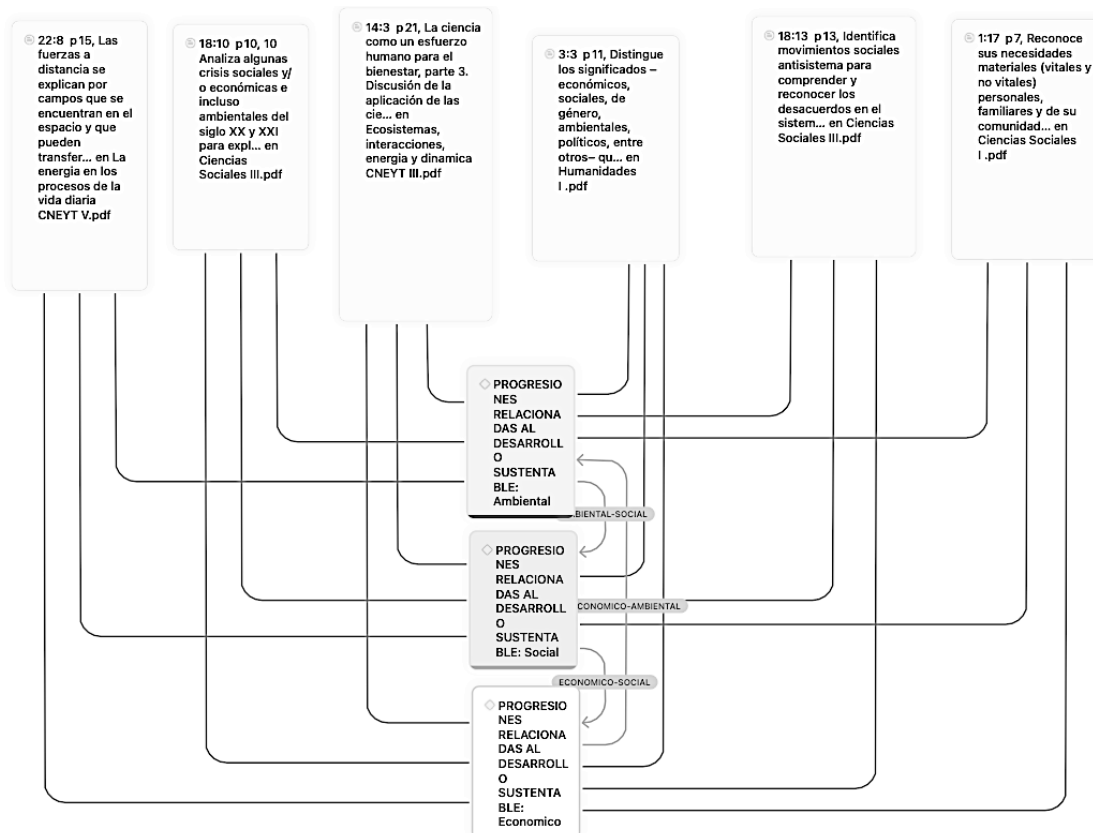 22:8 p15, Las
fuerzas a
distancia se
explican por
campos que se
encuentran en el
espacio y que
pueden
transfer... en La
energia en los
procesos de la
vida diaria
CNEYT V.pdf
18:10 p10, 10
Analiza algunas
crisis sociales y/
o económicas e
incluso
ambientales del
siglo XX y XXI
para expl... en
Ciencias
Sociales III.pdf
14:3 p21, La ciencia
como un esfuerzo
humano para el
bienestar, parte 3.
Discusión de la
aplicación de las
cie... en
Ecosistemas,
interacciones,
energia y dinamica
CNEYT III.pdf
3:3 p11, Distingue
los significados –
económicos,
sociales, de
género,
ambientales,
políticos, entre
otros– qu... en
Humanidades
I .pdf
18:13 p13, Identifica
movimientos sociales
antisistema para
comprender y
reconocer los
desacuerdos en el
sistem... en Ciencias
Sociales III.pdf
1:17 p7, Reconoce
sus necesidades
materiales (vitales y
no vitales)
personales,
familiares y de su
comunidad... en
Ciencias Sociales
I .pdf
PROGRESIO
NES
RELACIONA
DAS AL
DESARROLL
O
SUSTENTA
BLE:
Ambiental
BIENTAL-SOCIAL
PROGRESIO
NES
RELACIONA
DAS AL
DESARROLL
O
SUSTENTA
BLE: Social
CONOMICO-AMBIENTAL
ECONOMICO-SOCIAL
PROGRESIO
NES
RELACIONA
DAS AL
DESARROLL
O
SUSTENTA
BLE:
Economico